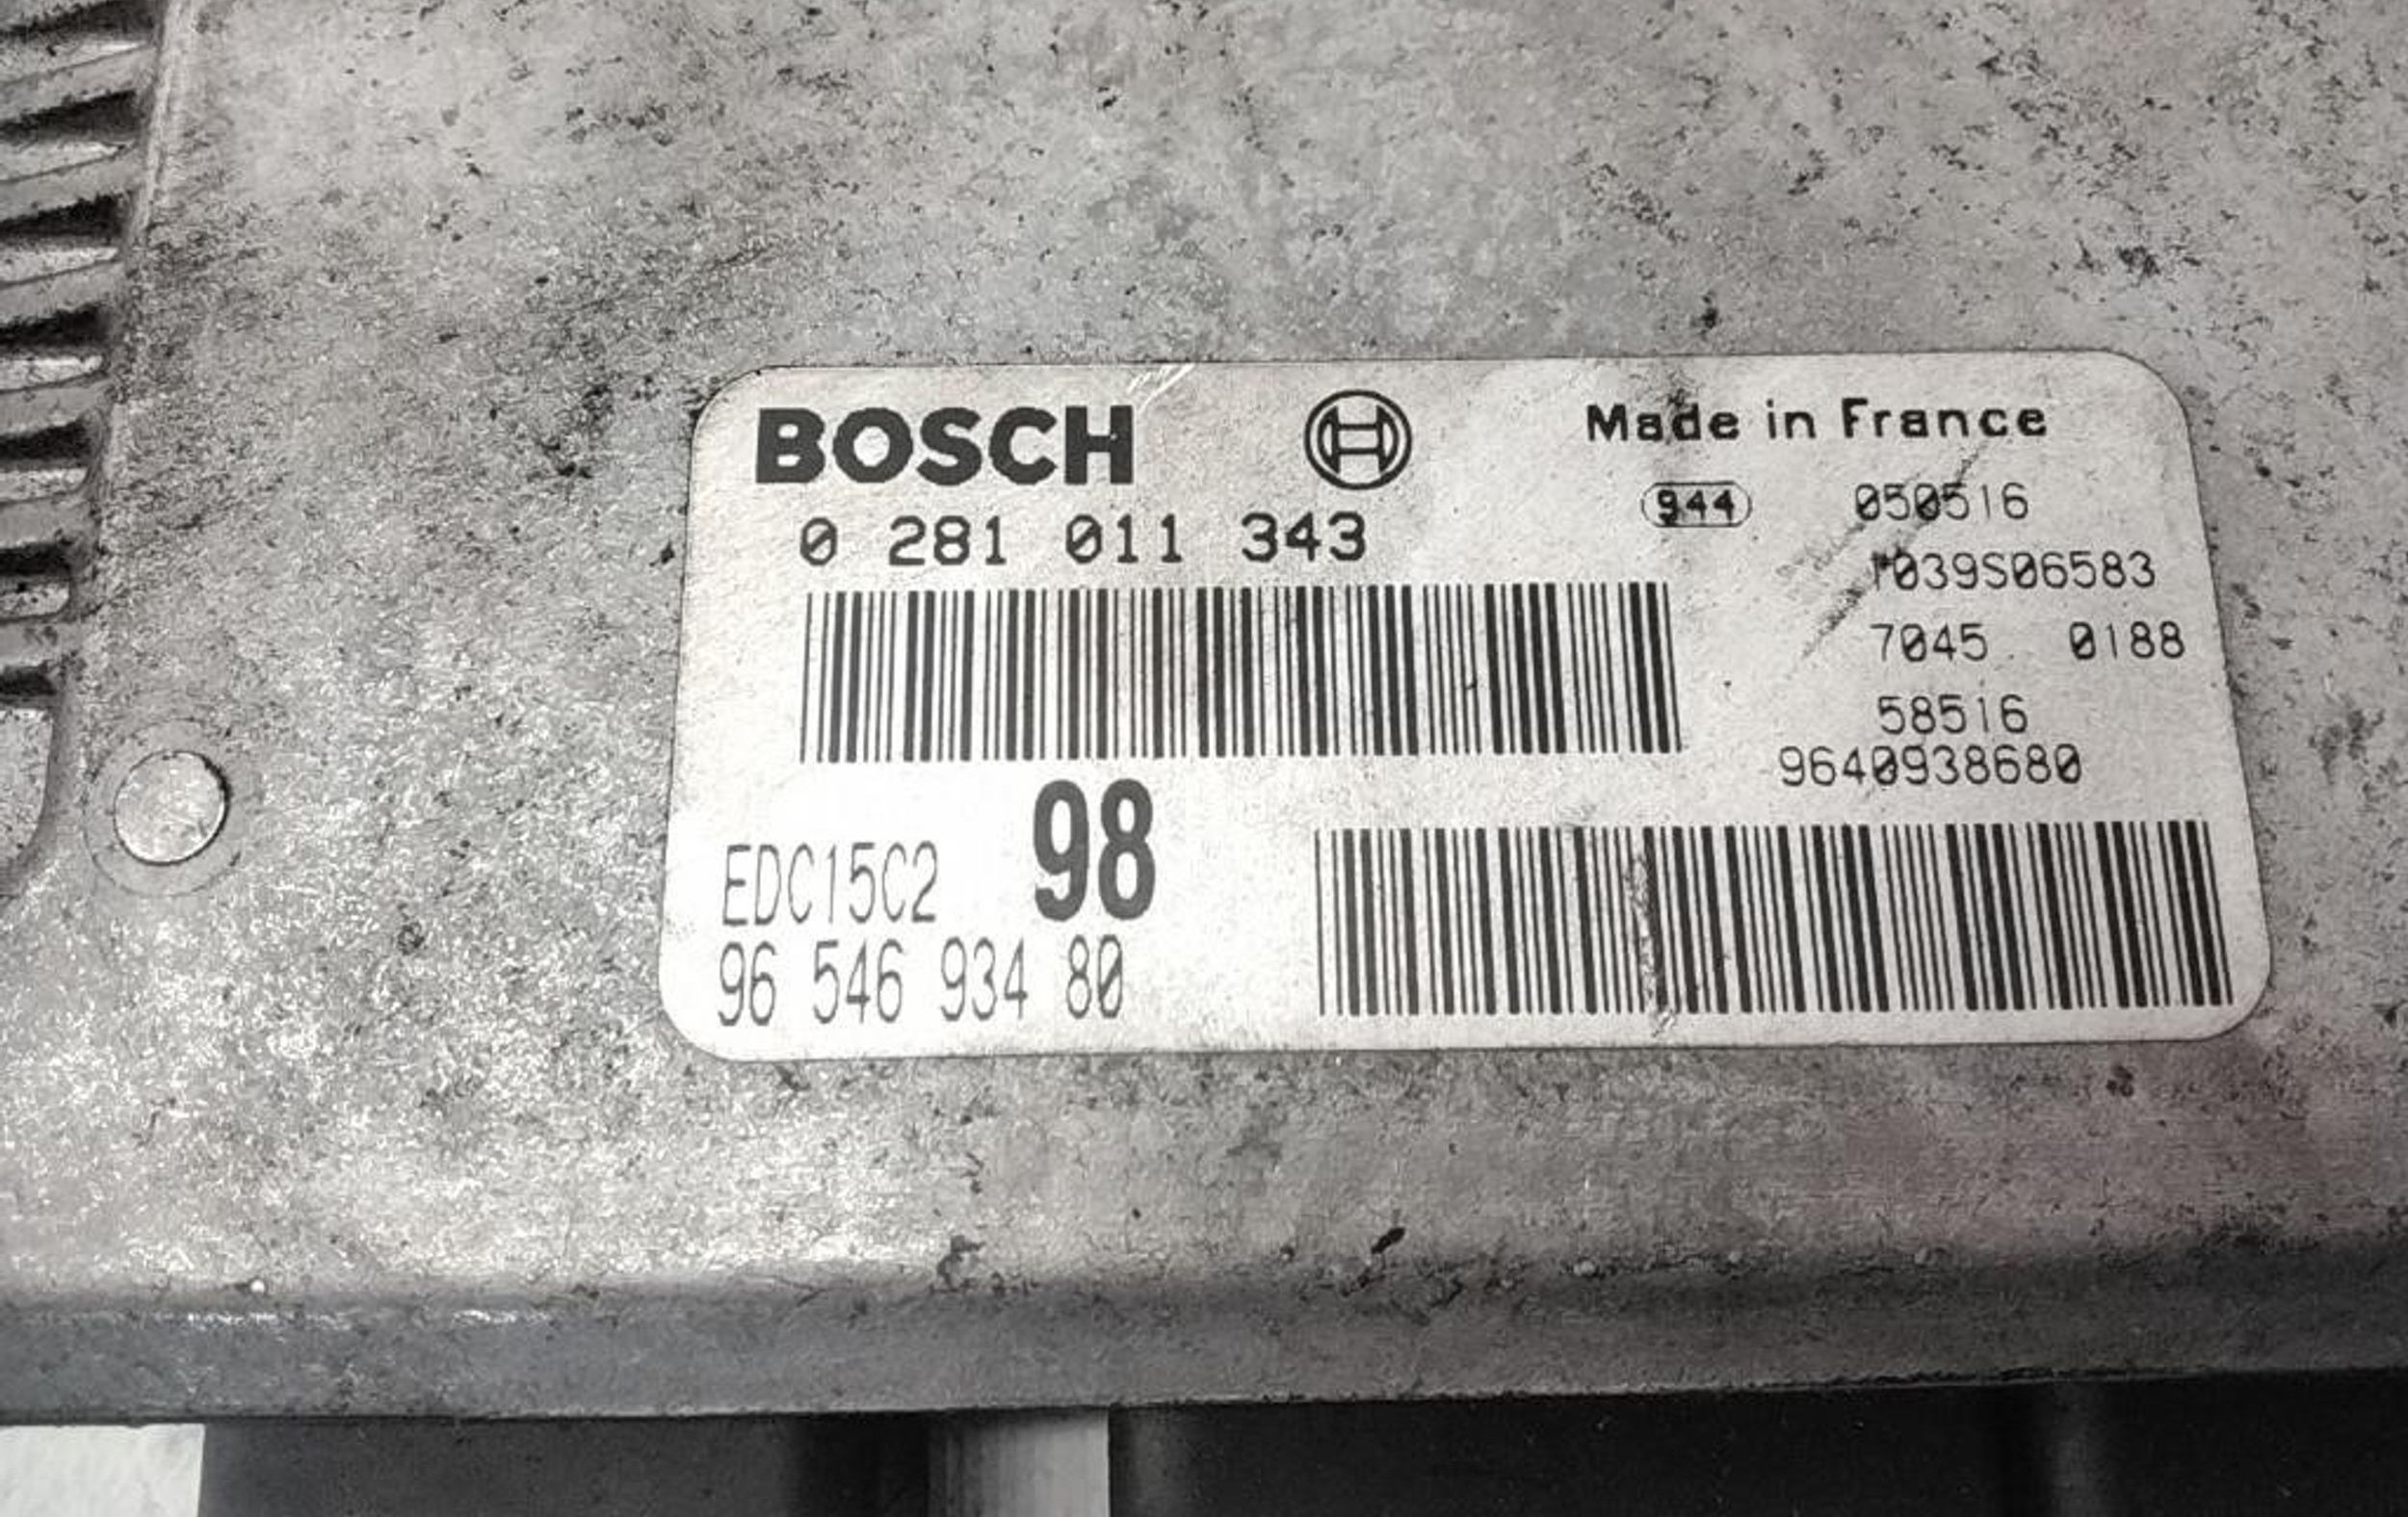 BOSCH
Made in France
0 281 011 343
944 050516
1039S06583
7045 0188
58516
9640938680
EDC15C2 98
96 546 934 80